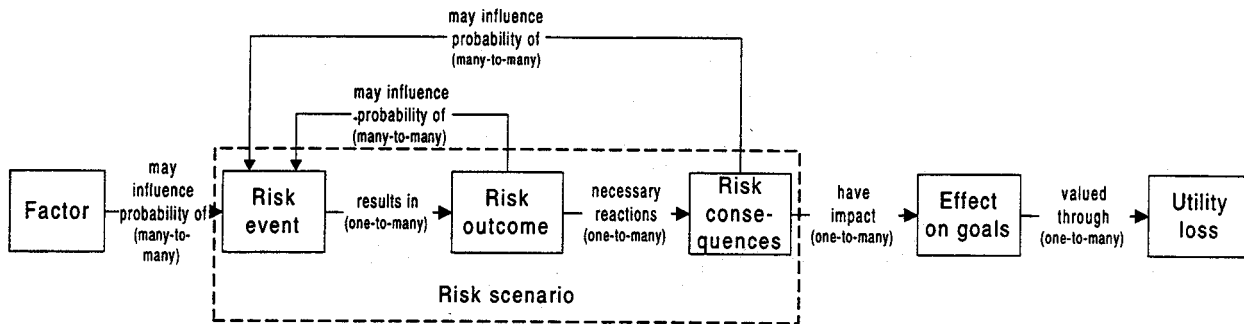 may influence
probability of
(many-to-many)
may influence
probability of
(many-to-many)
Factor
may
influence
probability of
(many-to-
many)
Risk
event
results in
(one-to-many)
Risk
outcome
necessary
reactions
(one-to-many)
Risk
conse-
quences
have
impact
(one-to-many)
Effect
on goals
valued
through
(one-to-many)
Utility
loss
Risk scenario